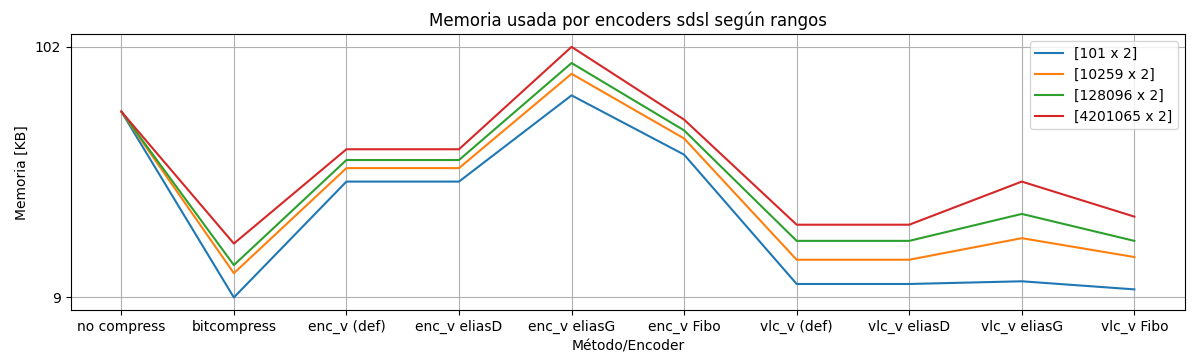 Memoria usada por encoders sdsl según rangos
102
9
Memoria [KB]
[101 x 2]
[10259 x 2]
[128096 x 2]
[4201065 x 2]
no compress
bitcompress
enc_v (def)
enc_v eliasD
enc_v eliasG
enc_v Fibo
vlc_v (def)
vlc_v eliasD
vlc_v eliasG
vlc_v Fibo
Método/Encoder